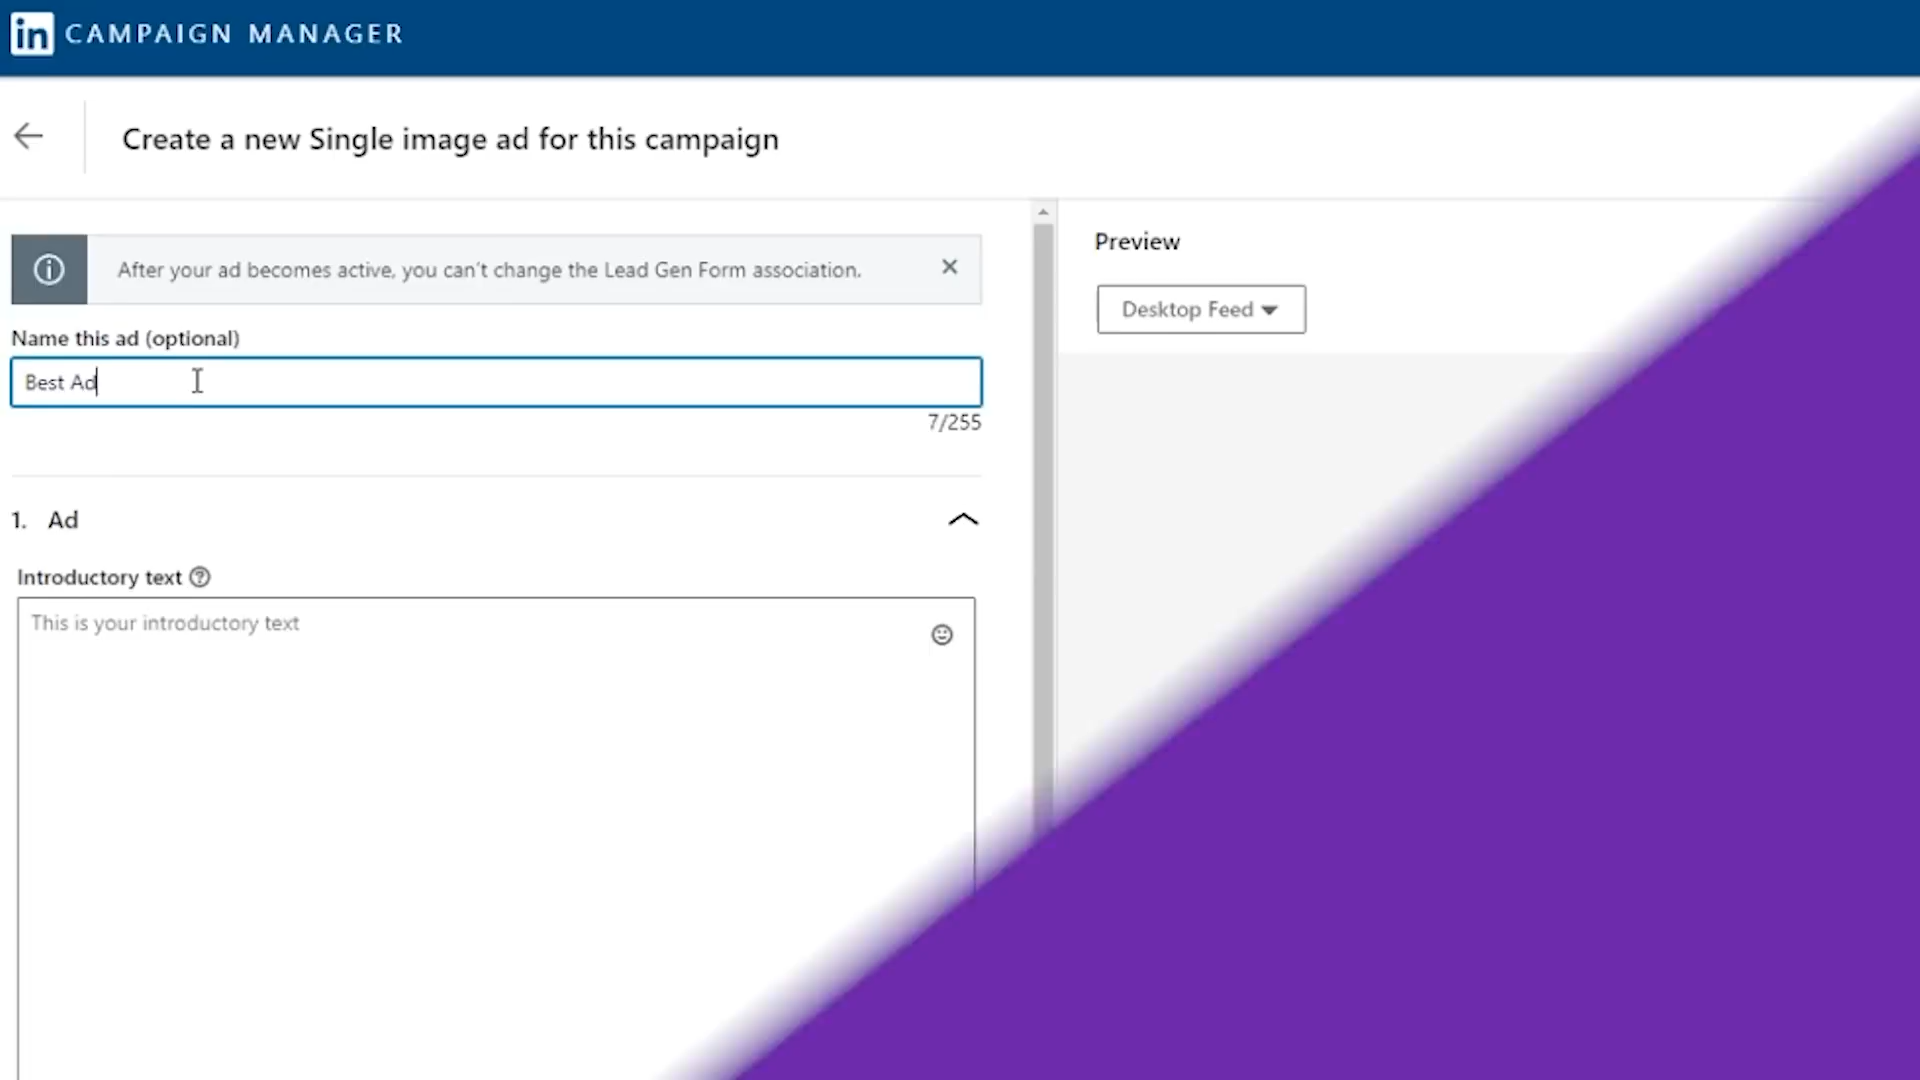 in CAMPAIGN MANAGER
Create a new Single image ad for this campaign
After your ad becomes active, you can't change the Lead Gen Form association.
Name this ad (optional)
Best Ad
7/255
1. Ad
Introductory text
This is your introductory text
Preview
Desktop Feed